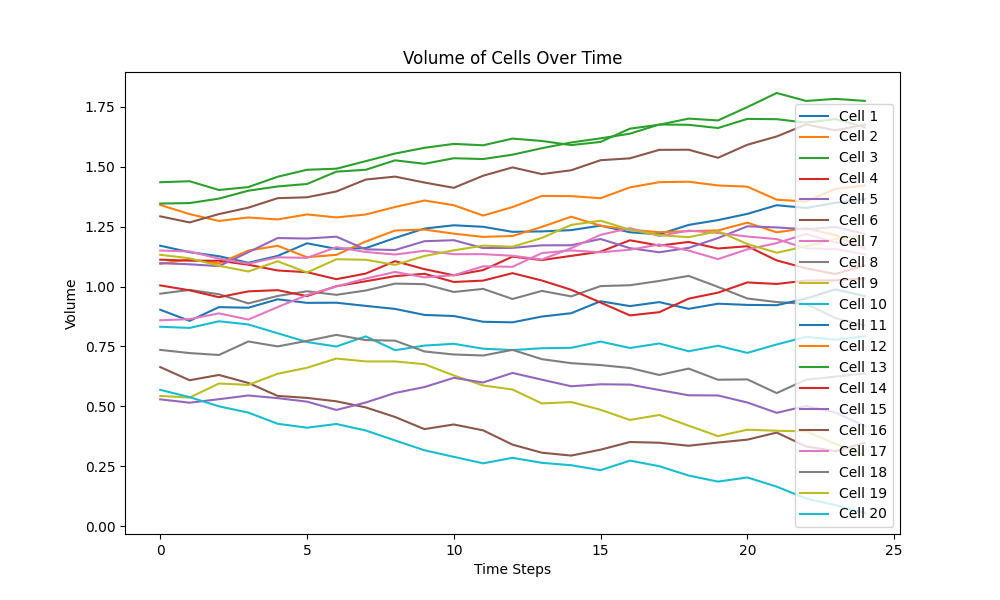 Volume of Cells Over Time
Volume
1.75
1.50
1.25
1.00
0.75
0.50
0.25
0.00
0
5
10
15
20
25
Time Steps
Cell 1
Cell 2
Cell 3
Cell 4
Cell 5
Cell 6
Cell 7
Cell 8
Cell 9
Cell 10
Cell 11
Cell 12
Cell 13
Cell 14
Cell 15
Cell 16
Cell 17
Cell 18
Cell 19
Cell 20